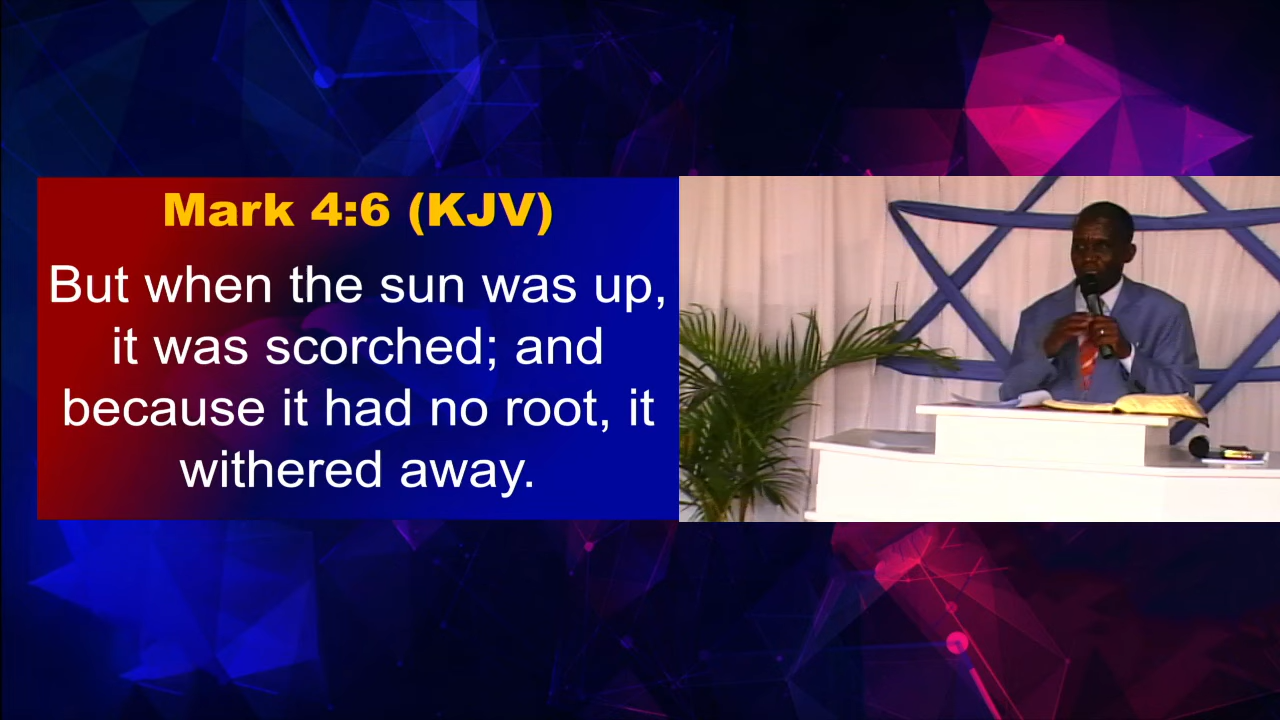 Mark 4:6 (KJV)
But when the sun was up,
it was scorched; and
because it had no root, it
withered away.